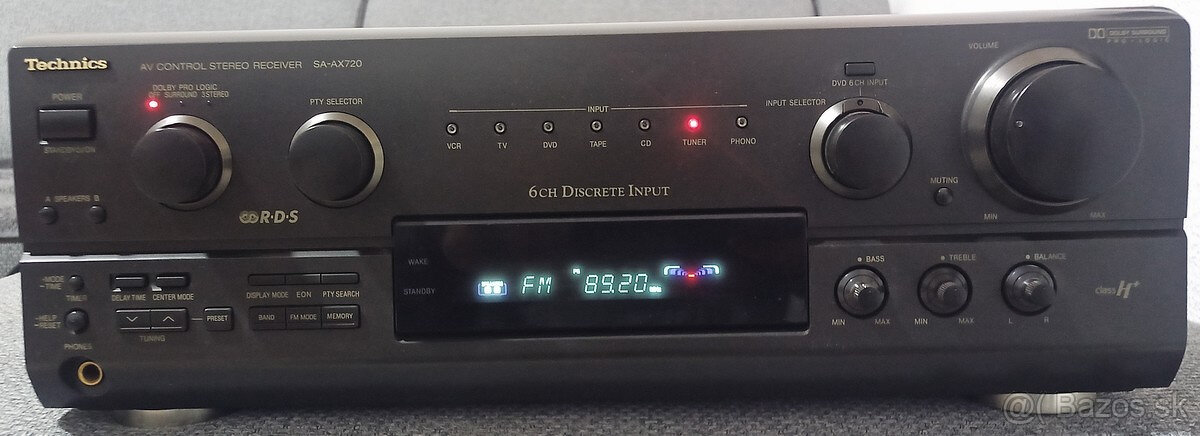 Technics
AV CONTROL STEREO RECEIVER SA-AX720
DOLBY SURROUND
PRO · LOGIC
VOLUME
POWER
STANDBY/ON
DOLBY PRO LOGIC
OFF SURROUND 3STEREO
PTY SELECTOR
INPUT
VCR TV DVD TAPE CD TUNER PHONO
DVD 6CH INPUT
INPUT SELECTOR
MUTING
MIN MAX
A SPEAKERS B
R·D·S
6CH DISCRETE INPUT
WAKE
STANDBY
FM 89.20
-MODE
-TIME
TIMER
-HELP
-RESET
PHONES
DELAY TIME CENTER MODE
TUNING
PRESET
DISPLAY MODE EON PTY SEARCH
BAND FM MODE MEMORY
BASS
MIN MAX
TREBLE
MIN MAX
BALANCE
L R
class H+
@( Bazos.sk